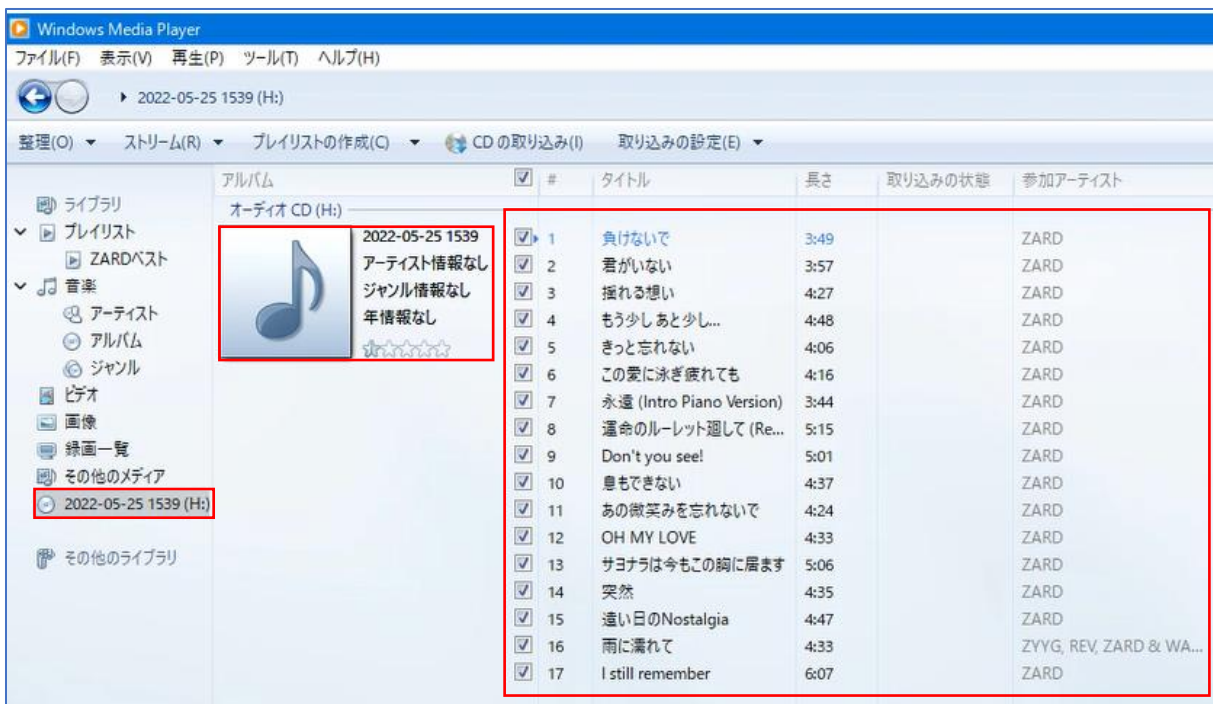 Windows Media Player
ファイル(F) 表示(V) 再生(P) ツール(T) ヘルプ(H)
2022-05-25 1539 (H:)
整理(O) ストリーム(R) プレイリストの作成(C) CD の取り込み(I) 取り込みの設定(E)
アルバム # タイトル 長さ 取り込みの状態 参加アーティスト
ライブラリ
プレイリスト
ZARDベスト
音楽
アーティスト
アルバム
ジャンル
ビデオ
画像
録画一覧
その他のメディア
2022-05-25 1539 (H:)
その他のライブラリ
オーディオ CD (H:)
2022-05-25 1539
アーティスト情報なし
ジャンル情報なし
年情報なし
1 負けないで 3:49 ZARD
2 君がいない 3:57 ZARD
3 揺れる想い 4:27 ZARD
4 もう少し あと少し... 4:48 ZARD
5 きっと忘れない 4:06 ZARD
6 この愛に泳ぎ疲れても 4:16 ZARD
7 永遠 (Intro Piano Version) 3:44 ZARD
8 運命のルーレット廻して (Re... 5:15 ZARD
9 Don't you see! 5:01 ZARD
10 息もできない 4:37 ZARD
11 あの微笑みを忘れないで 4:24 ZARD
12 OH MY LOVE 4:33 ZARD
13 サヨナラは今もこの胸に居ます 5:06 ZARD
14 突然 4:35 ZARD
15 遠い日のNostalgia 4:47 ZARD
16 雨に濡れて 4:33 ZYYG, REV, ZARD & WA...
17 I still remember 6:07 ZARD